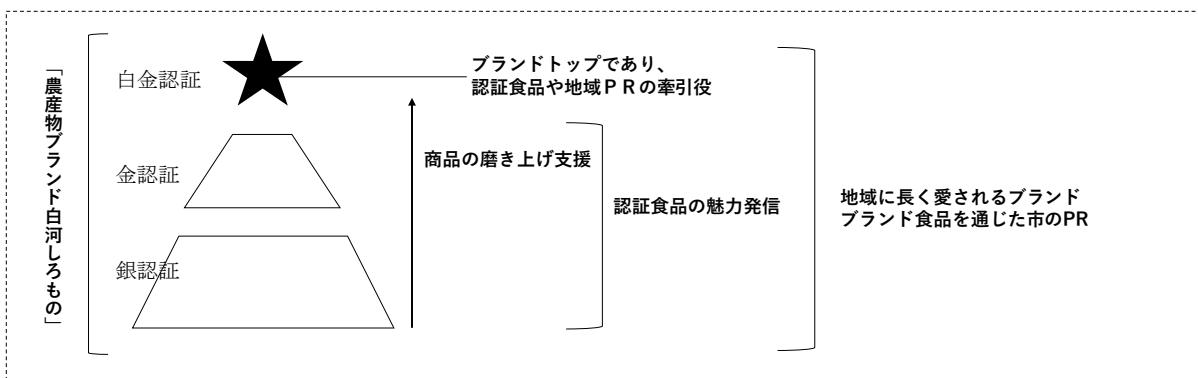 「農産物ブランド白河しろもの」
白金認証
ブランドトップであり、
認証食品や地域ＰＲの牽引役
金認証
商品の磨き上げ支援
認証食品の魅力発信
地域に長く愛されるブランド
ブランド食品を通じた市のPR
銀認証